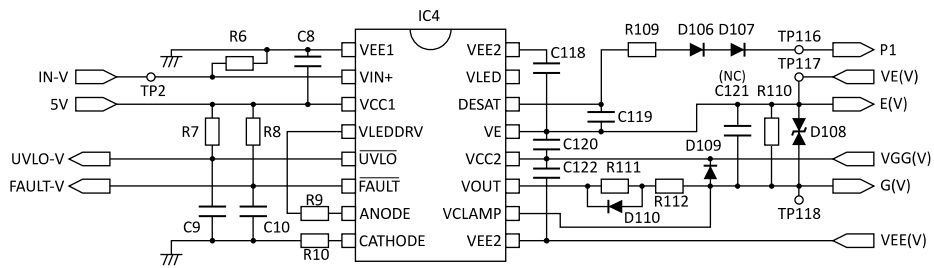 IC4
R6
C8
VEE1
VEE2
C118
R109
D106
D107
TP116
P1
IN-V
TP2
VIN+
VLED
TP117
VE(V)
5V
VCC1
DESAT
C119
(NC)
C121
R110
E(V)
R7
R8
VLEDDRV
VE
C120
D108
UVLO-V
UVLO
VCC2
C122
R111
D109
VGG(V)
FAULT-V
FAULT
VOUT
D110
R112
G(V)
C9
C10
R9
ANODE
VCLAMP
TP118
R10
CATHODE
VEE2
VEE(V)